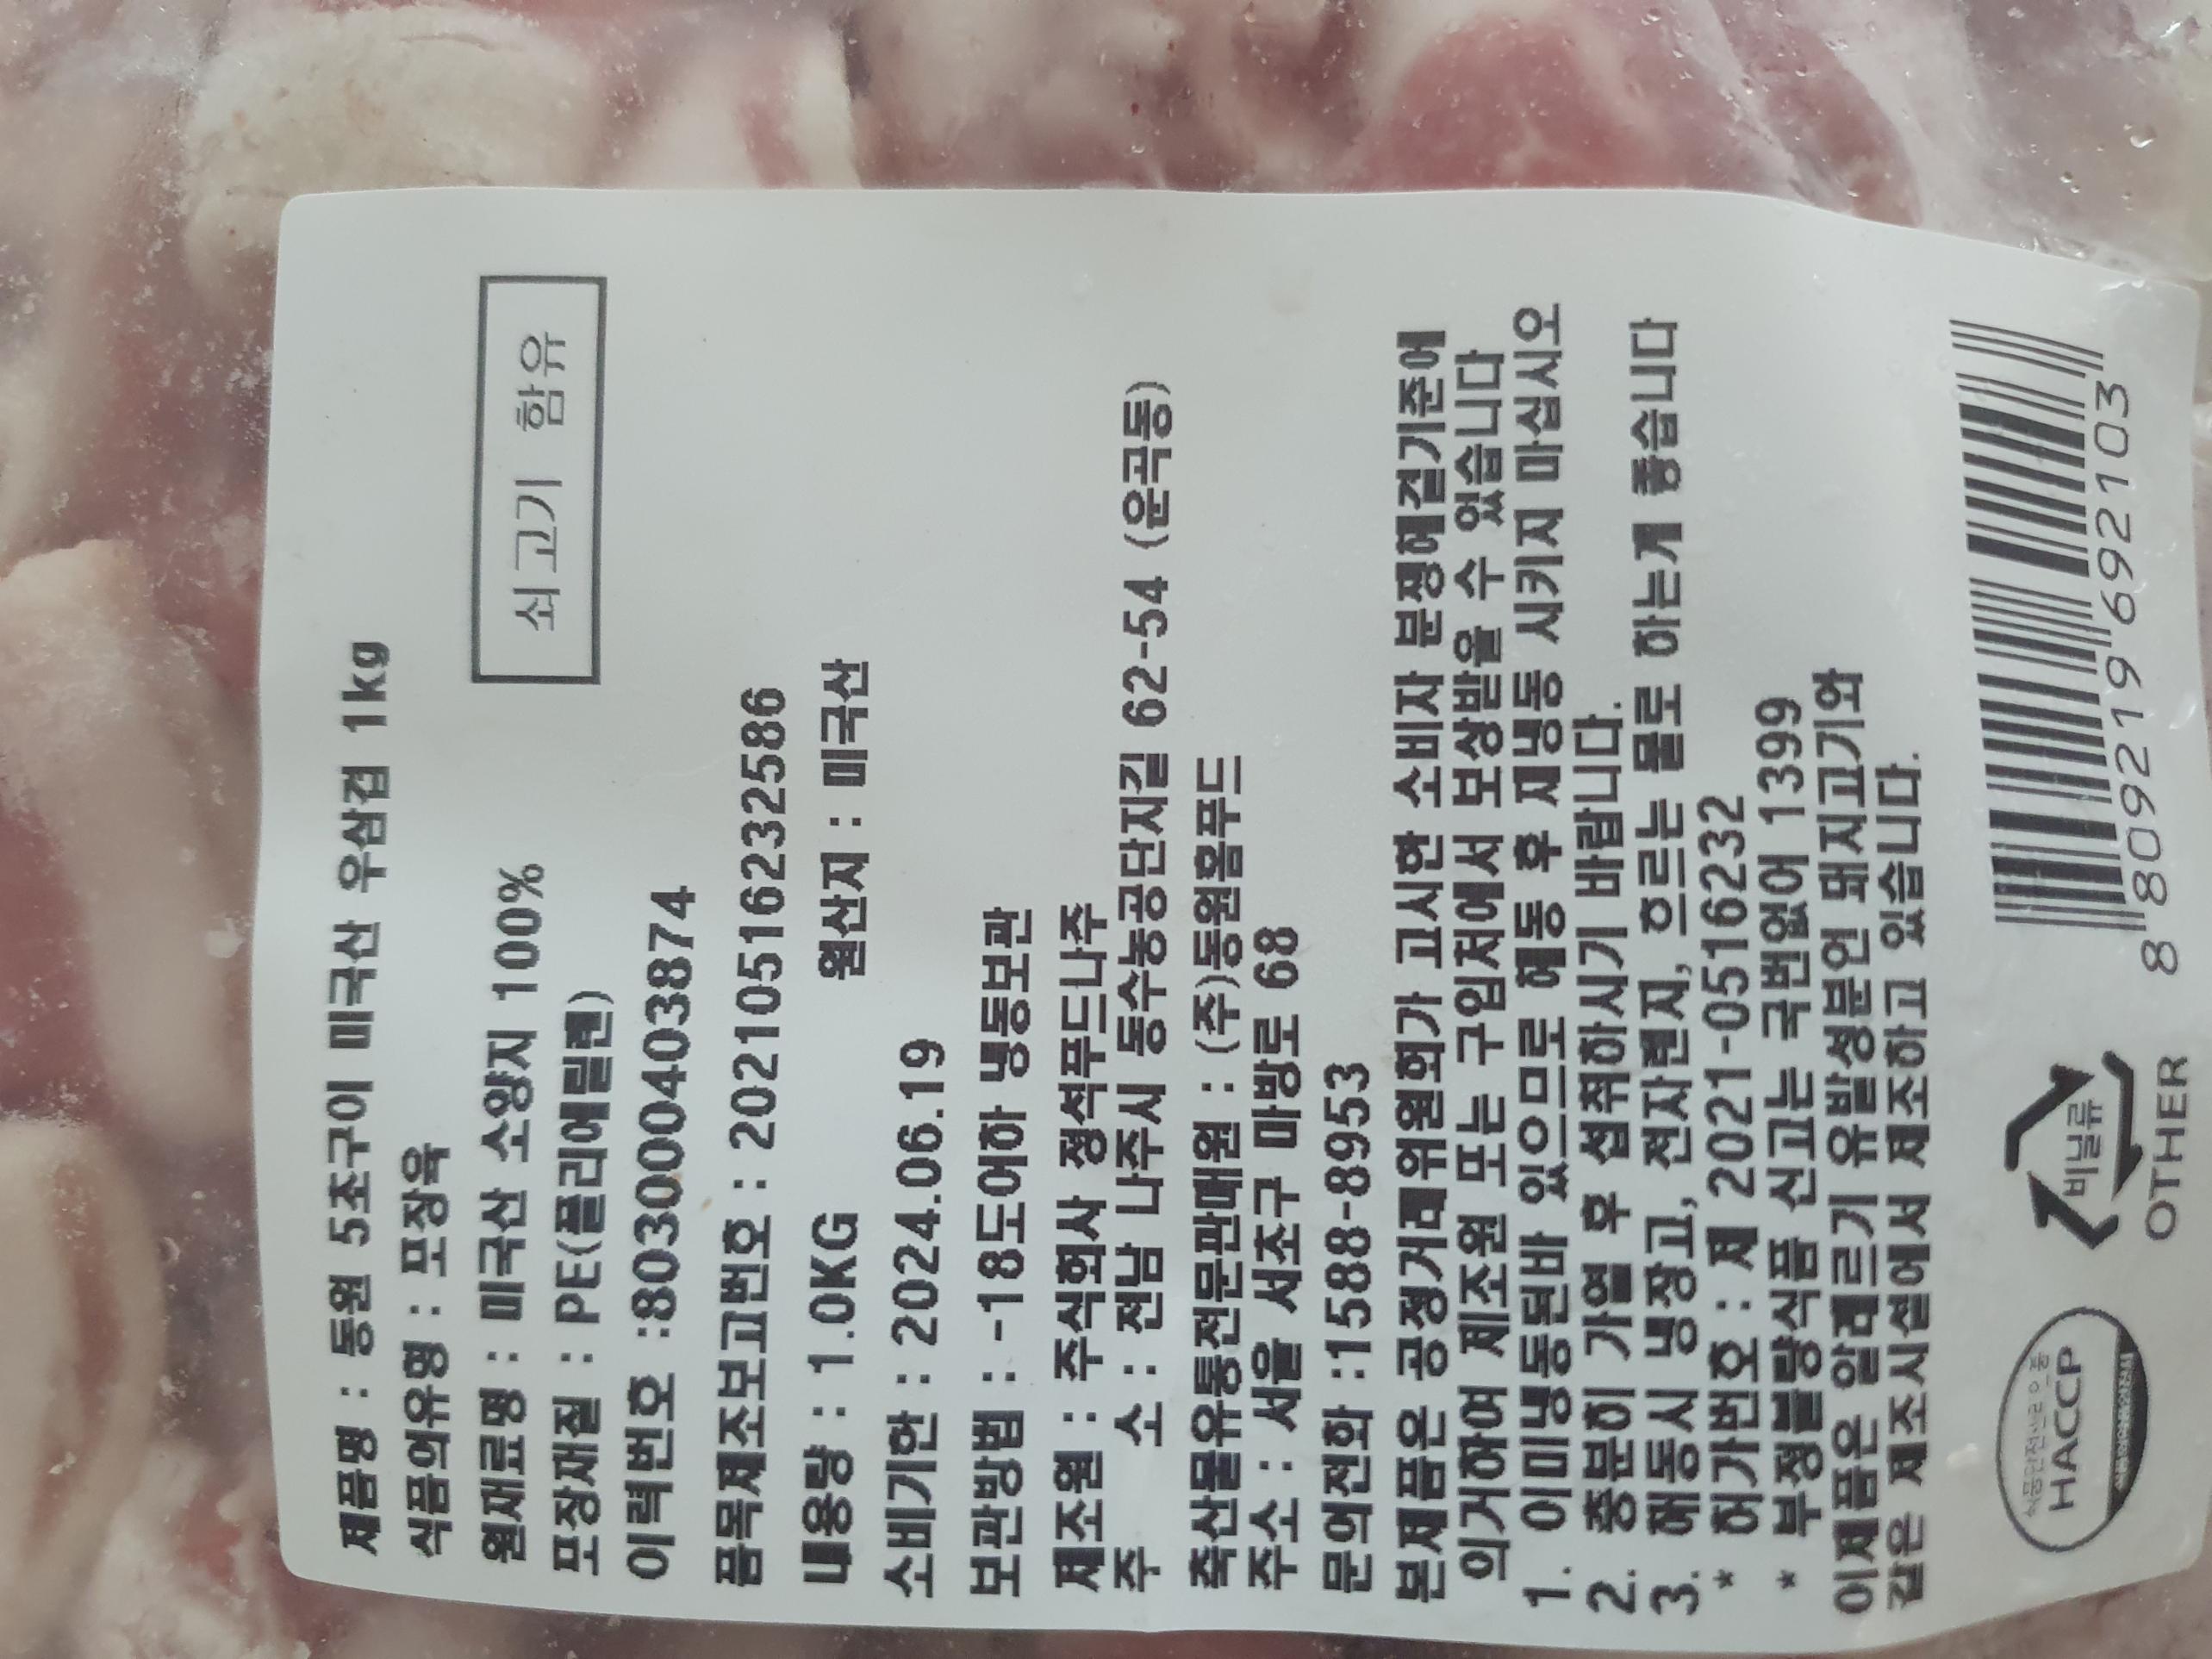 제품명 : 동원 5초구이 미국산 우삼겹 1kg
식품의유형 : 포장육
원재료명 : 미국산 소양지 100%
쇠고기 함유
포장재질 : PE(폴리에틸렌)
이력번호 :803000403874
품목제조보고번호 : 20210516232586
내용량 : 1.0KG 원산지 : 미국산
소비기한 : 2024.06.19
보관방법 : -18도이하 냉동보관
제조원 : 주식회사 정석푸드나주
주 소 : 전남 나주시 동수농공단지길 62-54 (운곡동)
축산물유통전문판매원 : (주)동원홈푸드
주소 : 서울 서초구 마방로 68
문의전화 :1588-8953
본제품은 공정거래위원회가 고시한 소비자 분쟁해결기준에
의거하여 제조원 또는 구입처에서 보상받을 수 있습니다
1. 이미냉동된바 있으므로 해동 후 재냉동 시키지 마십시오
2. 충분히 가열 후 섭취하시기 바랍니다.
3. 해동시 냉장고, 전자렌지, 흐르는 물로 하는게 좋습니다
* 허가번호 : 제 2021-0516232
* 부정불량식품 신고는 국번없이 1399
이제품은 알레르기 유발성분인 돼지고기와
같은 제조시설에서 제조하고 있습니다.
식품안전관리인증
HACCP
비닐류
OTHER
8 809219 692103